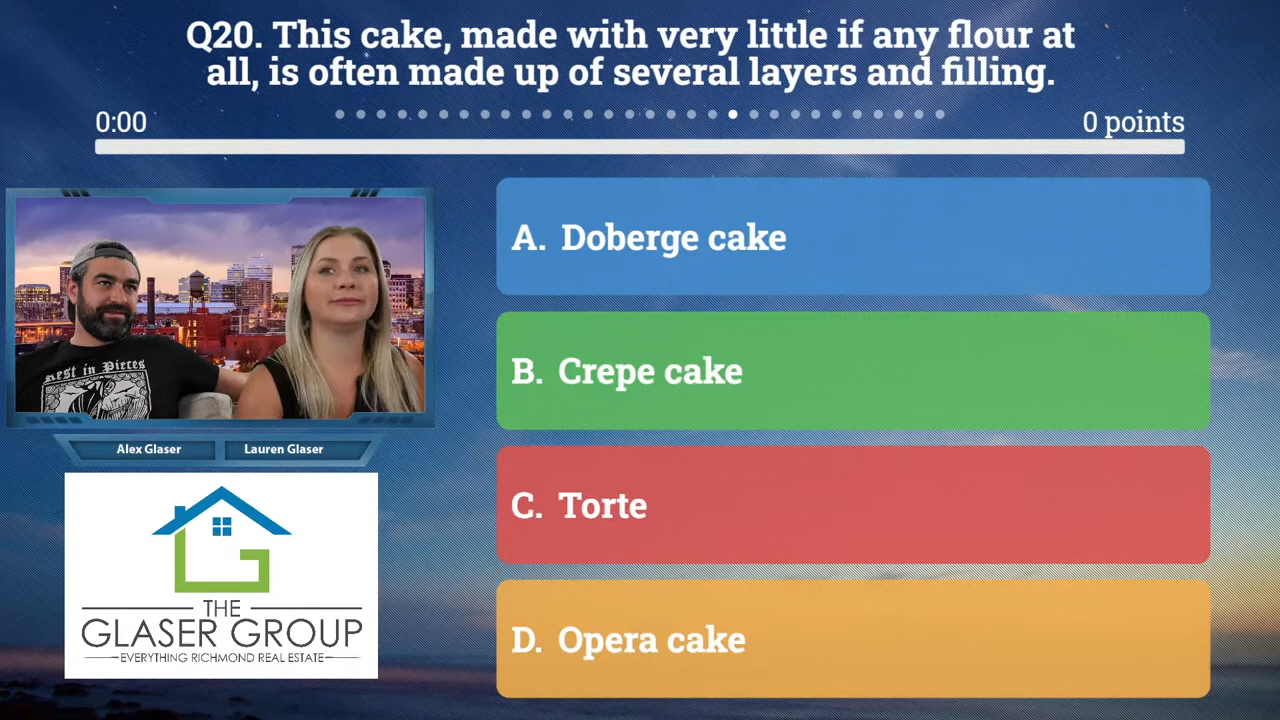 Q20. This cake, made with very little if any flour at
all, is often made up of several layers and filling.
0:00
0 points
A. Doberge cake
B. Crepe cake
C. Torte
D. Opera cake
Rest in Pieces
Alex Glaser
Lauren Glaser
THE
GLASER GROUP
EVERYTHING RICHMOND REAL ESTATE